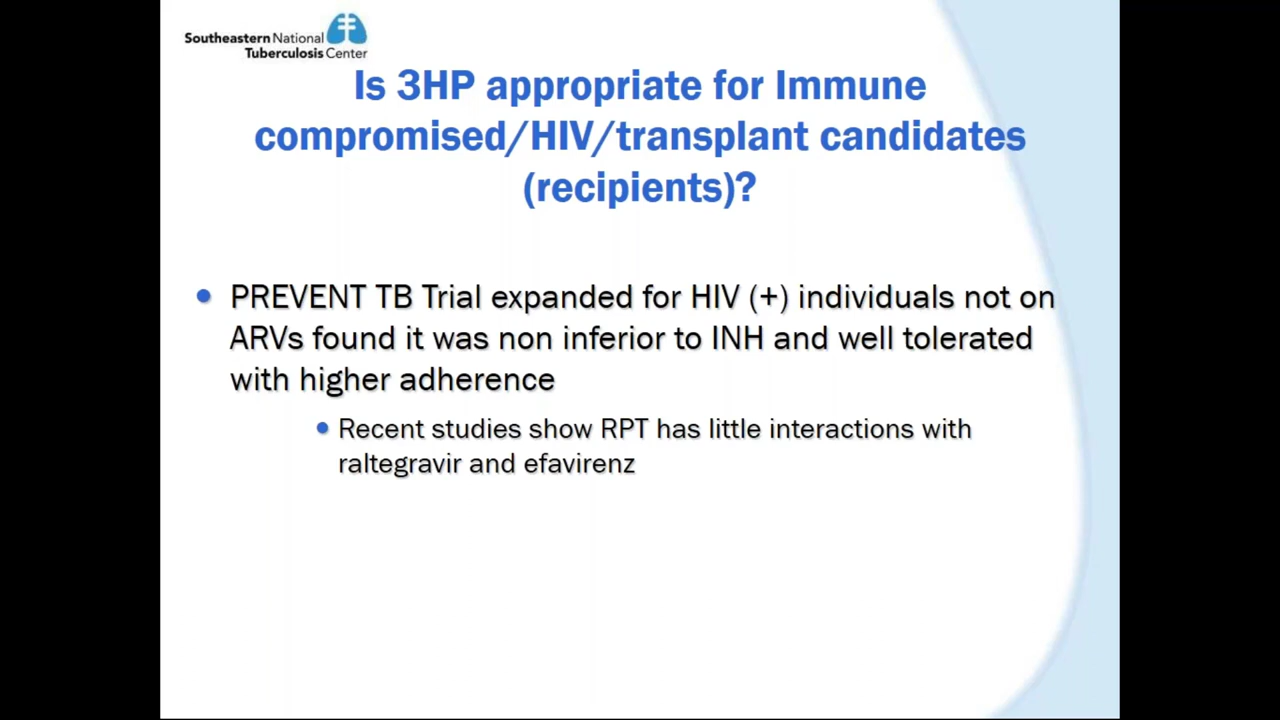 Southeastern National
Tuberculosis Center
Is 3HP appropriate for Immune
compromised/HIV/transplant candidates
(recipients)?
PREVENT TB Trial expanded for HIV (+) individuals not on
ARVs found it was non inferior to INH and well tolerated
with higher adherence
Recent studies show RPT has little interactions with
raltegravir and efavirenz